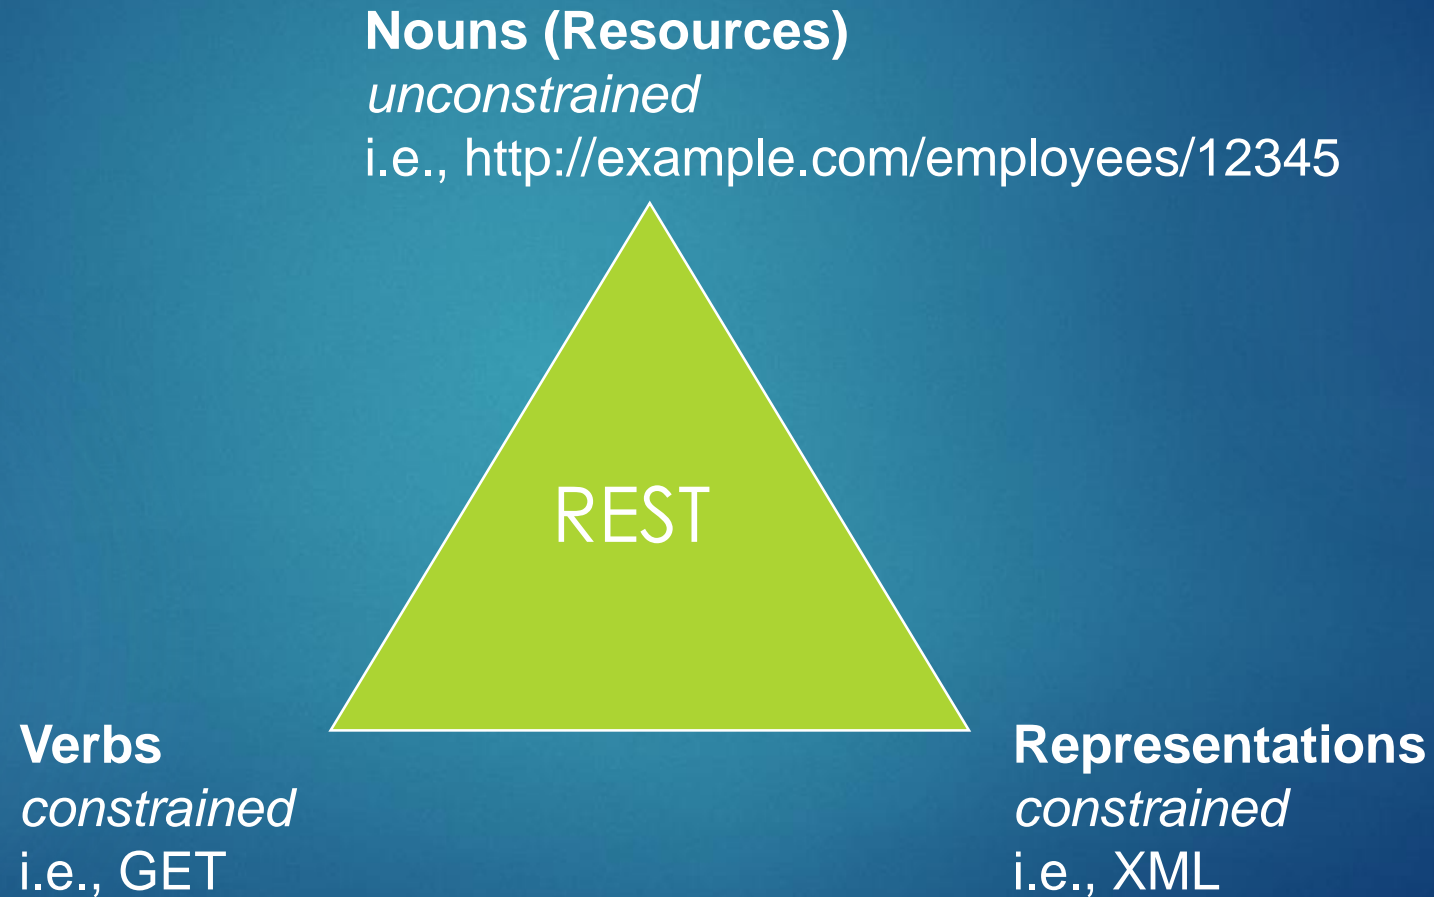 Nouns (Resources)
unconstrained
i.e., http://example.com/employees/12345
REST
Verbs
constrained
i.e., GET
Representations
constrained
i.e., XML